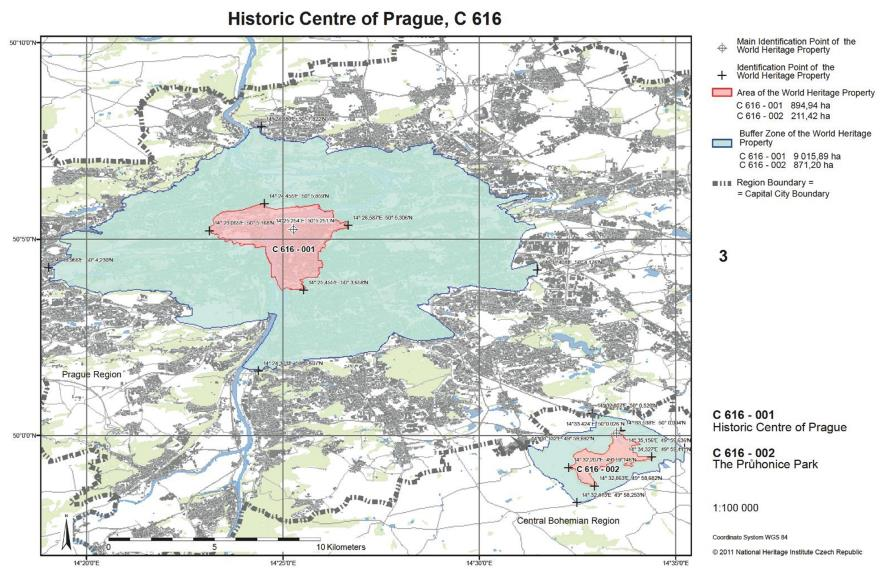 Historic Centre of Prague, C 616
50°10'0"N
50°5'0"N
50°0'0"N
14°20'0"E
14°25'0"E
14°30'0"E
14°35'0"E
C 616 - 001
C 616 - 002
Prague Region
Central Bohemian Region
N
0 5 10 Kilometers
Main Identification Point of the
World Heritage Property
Identification Point of the
World Heritage Property
Area of the World Heritage Property
C 616 - 001 894,94 ha
C 616 - 002 211,42 ha
Buffer Zone of the World Heritage
Property
C 616 - 001 9 015,89 ha
C 616 - 002 871,20 ha
Region Boundary =
= Capital City Boundary
3
C 616 - 001
Historic Centre of Prague
C 616 - 002
The Průhonice Park
1:100 000
Coordinate System WGS 84
© 2011 National Heritage Institute Czech Republic